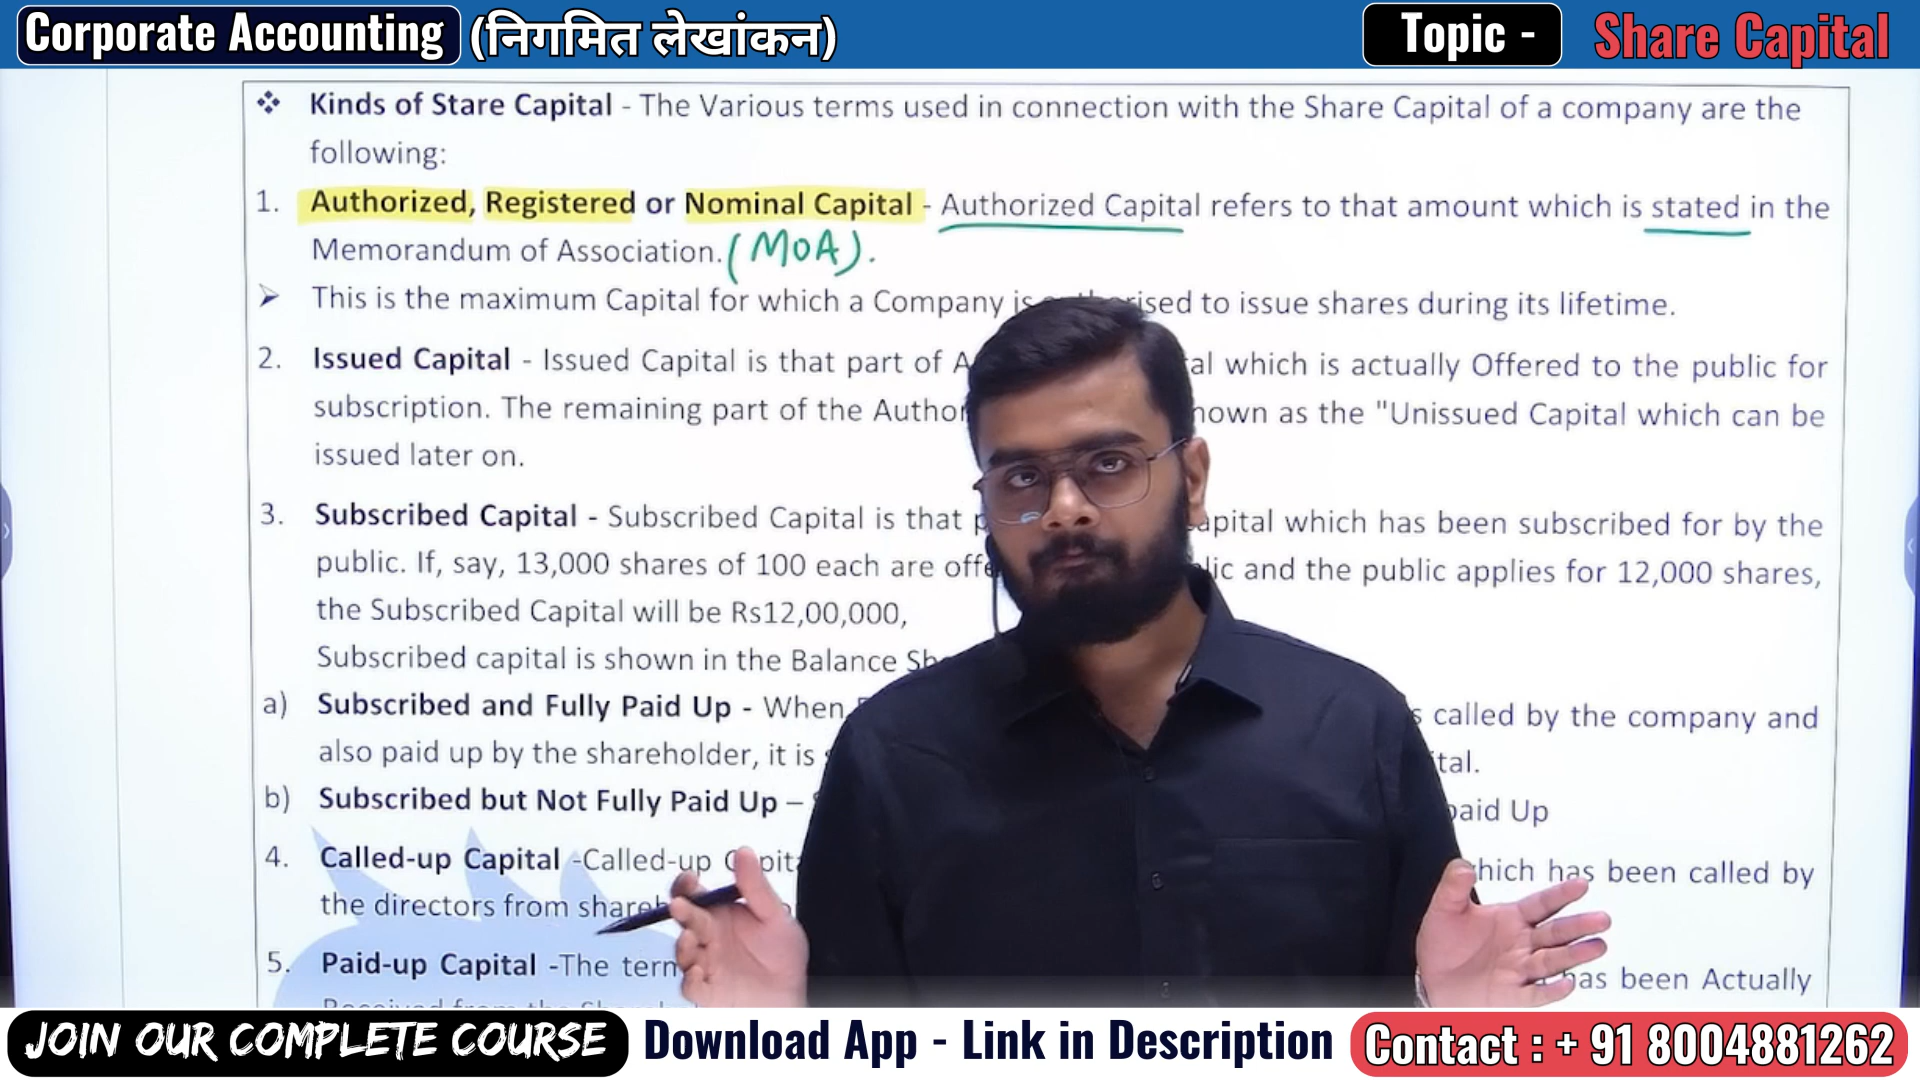 Corporate Accounting (निगमित लेखांकन) Topic - Share Capital
❖ Kinds of Stare Capital - The Various terms used in connection with the Share Capital of a company are the
following:
1. Authorized, Registered or Nominal Capital - Authorized Capital refers to that amount which is stated in the
Memorandum of Association. (MOA).
➢ This is the maximum Capital for which a Company is to issue shares during its lifetime.
2. Issued Capital - Issued Capital is that part of which is actually Offered to the public for
subscription. The remaining part of the as the "Unissued Capital which can be
issued later on.
3. Subscribed Capital - Subscribed Capital is that which has been subscribed for by the
public. If, say, 13,000 shares of 100 each are and the public applies for 12,000 shares,
the Subscribed Capital will be Rs12,00,000,
Subscribed capital is shown in the Balance
a) Subscribed and Fully Paid Up - When called by the company and
also paid up by the shareholder, it is
b) Subscribed but Not Fully Paid Up – paid Up
4. Called-up Capital -Called-up which has been called by
the directors from
5. Paid-up Capital -The term has been Actually
JOIN OUR COMPLETE COURSE Download App - Link in Description Contact : + 91 8004881262